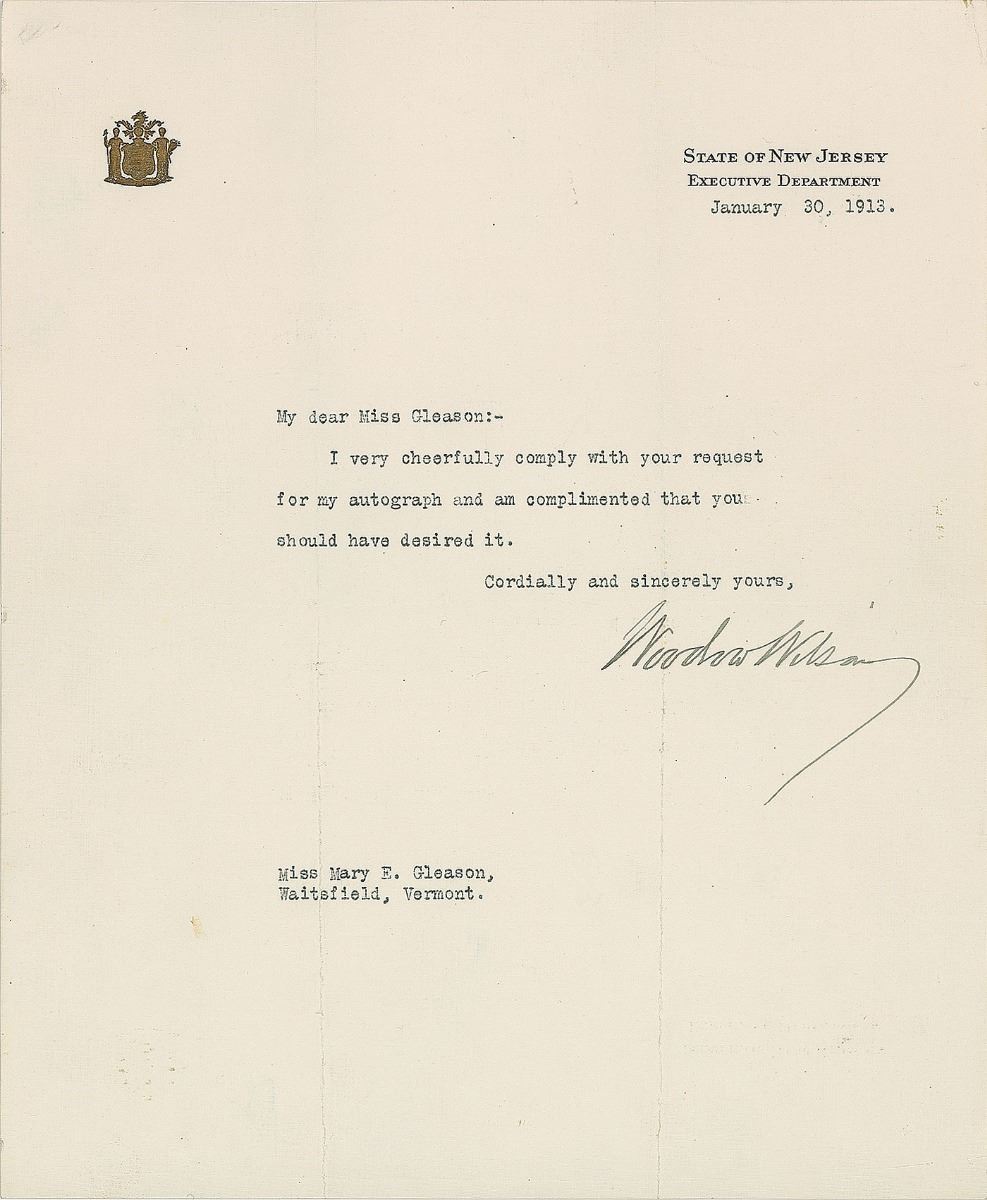 STATE OF NEW JERSEY
EXECUTIVE DEPARTMENT
January 30, 1913.
My dear Miss Gleason:-
I very cheerfully comply with your request
for my autograph and am complimented that you
should have desired it.
Cordially and sincerely yours,
Woodrow Wilson
Miss Mary E. Gleason,
Waitsfield, Vermont.